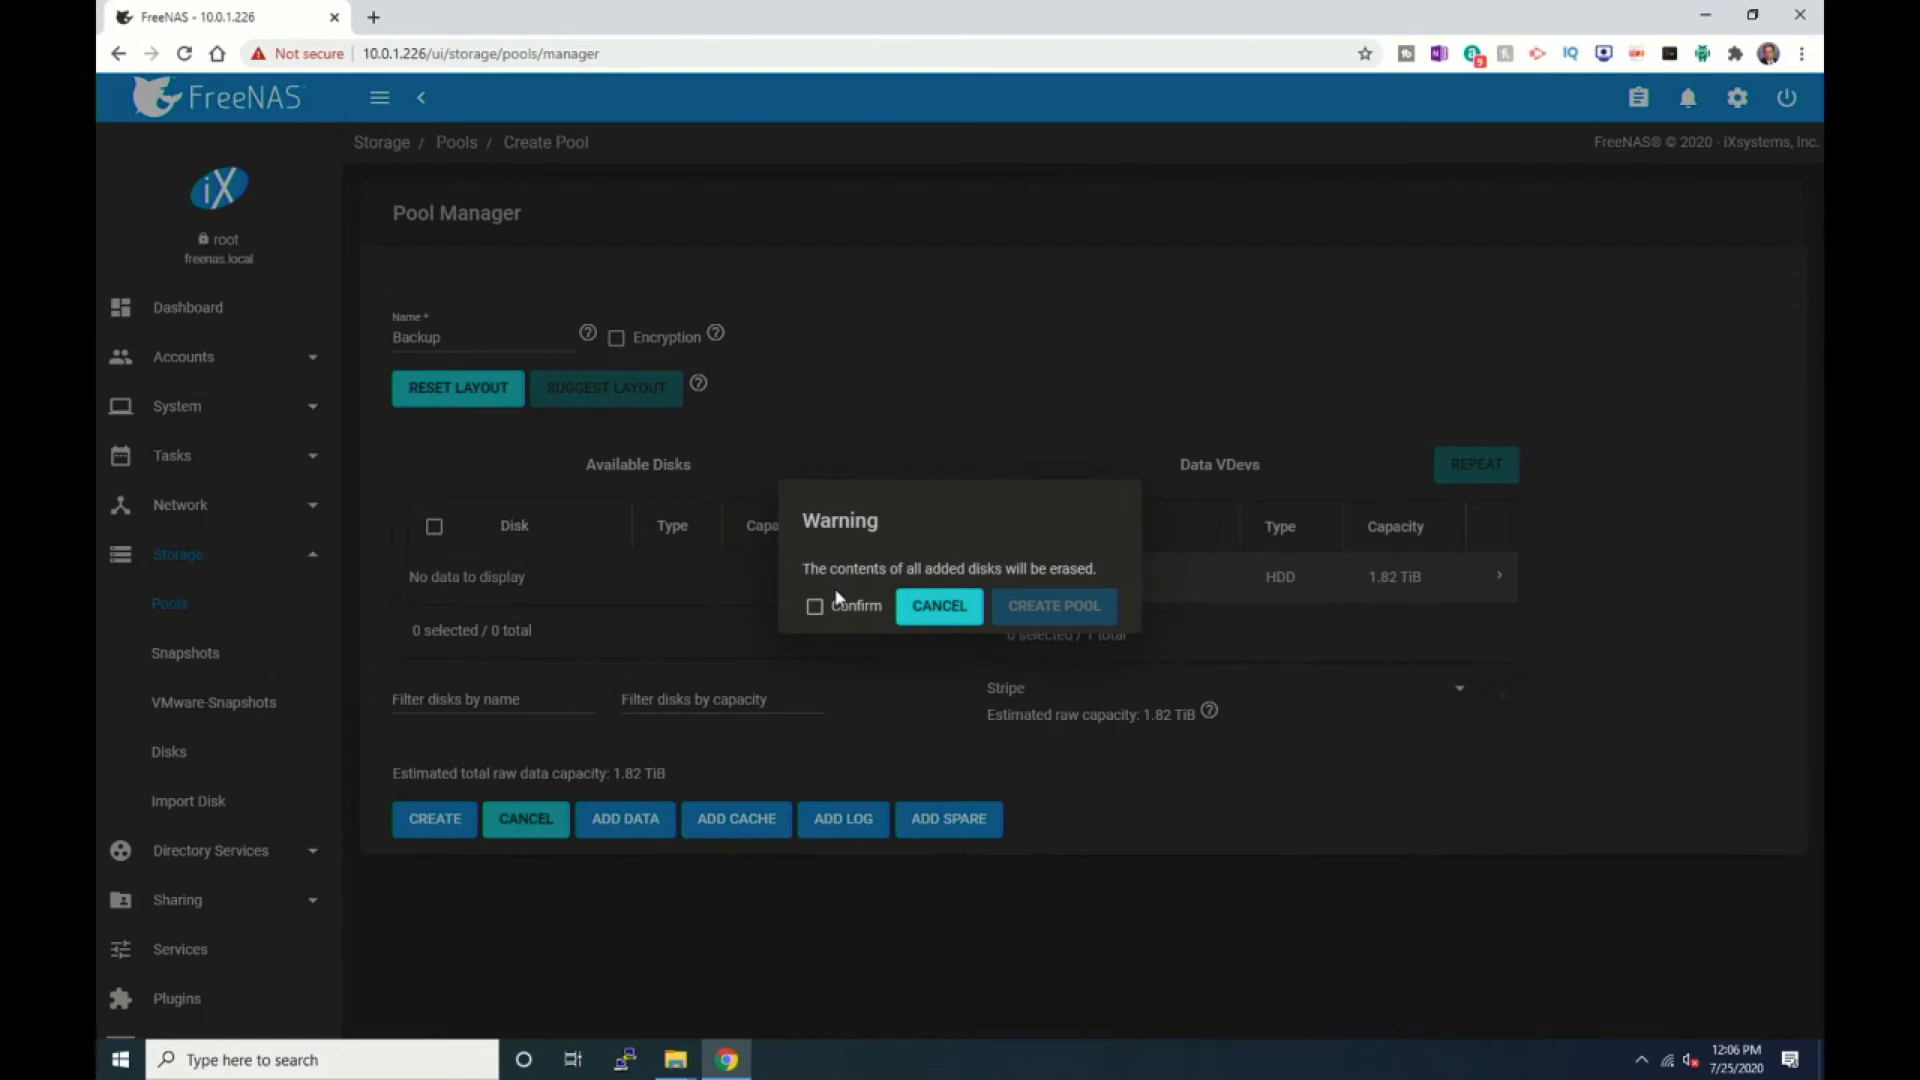 FreeNAS - 10.0.1.226
Not secure
10.0.1.226/ui/storage/pools/manager
FreeNAS
Storage / Pools / Create Pool
FreeNAS® © 2020 - iXsystems, Inc.
iX
root
freenas.local
Dashboard
Accounts
System
Tasks
Network
Storage
Pools
Snapshots
VMware-Snapshots
Disks
Import Disk
Directory Services
Sharing
Services
Plugins
Pool Manager
Name *
Backup
Encryption
RESET LAYOUT
SUGGEST LAYOUT
Available Disks
Data VDevs
REPEAT
Disk
Type
Capa
Type
Capacity
No data to display
HDD
1.82 TiB
0 selected / 0 total
0 selected / 1 total
Warning
The contents of all added disks will be erased.
Confirm
CANCEL
CREATE POOL
Filter disks by name
Filter disks by capacity
Stripe
X
Estimated raw capacity: 1.82 TiB
Estimated total raw data capacity: 1.82 TiB
CREATE
CANCEL
ADD DATA
ADD CACHE
ADD LOG
ADD SPARE
Type here to search
12:06 PM
7/25/2020